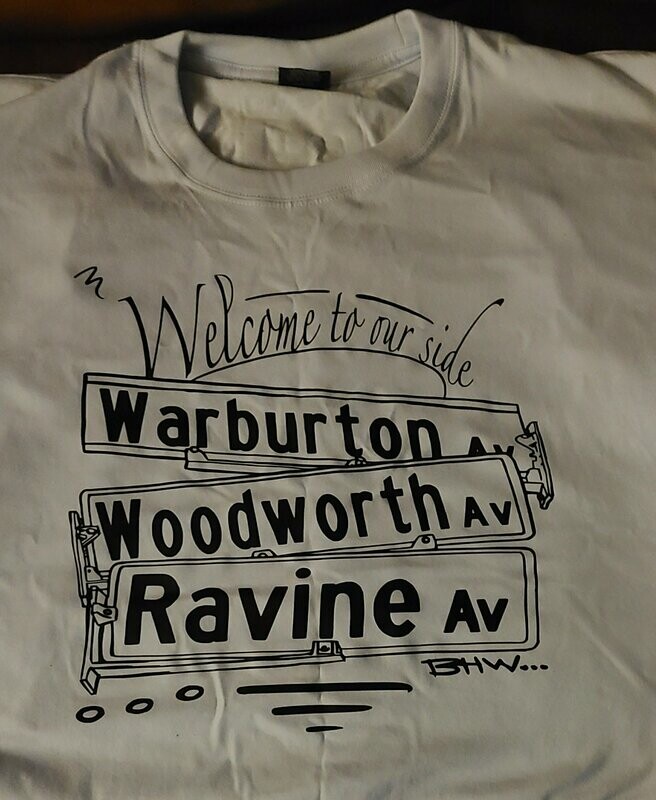 Welcome to our side
Warburton Av
Woodworth Av
Ravine Av
BHW...